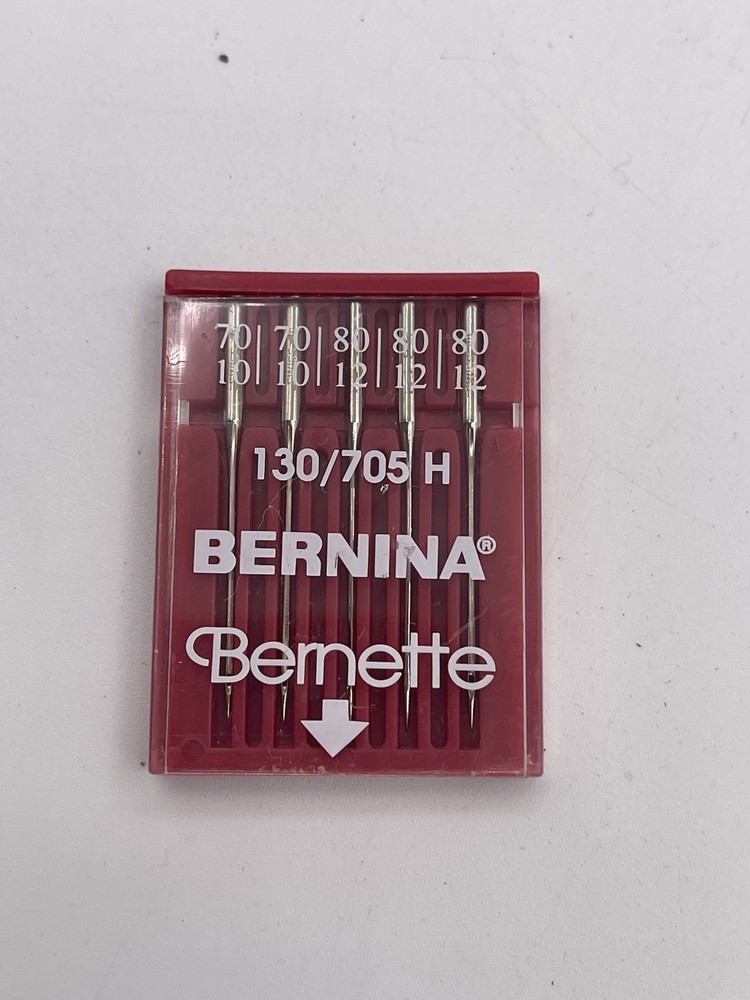 70 | 70 | 80 | 80 | 80
10 | 10 | 12 | 12 | 12
130/705 H
BERNINA®
Bernette